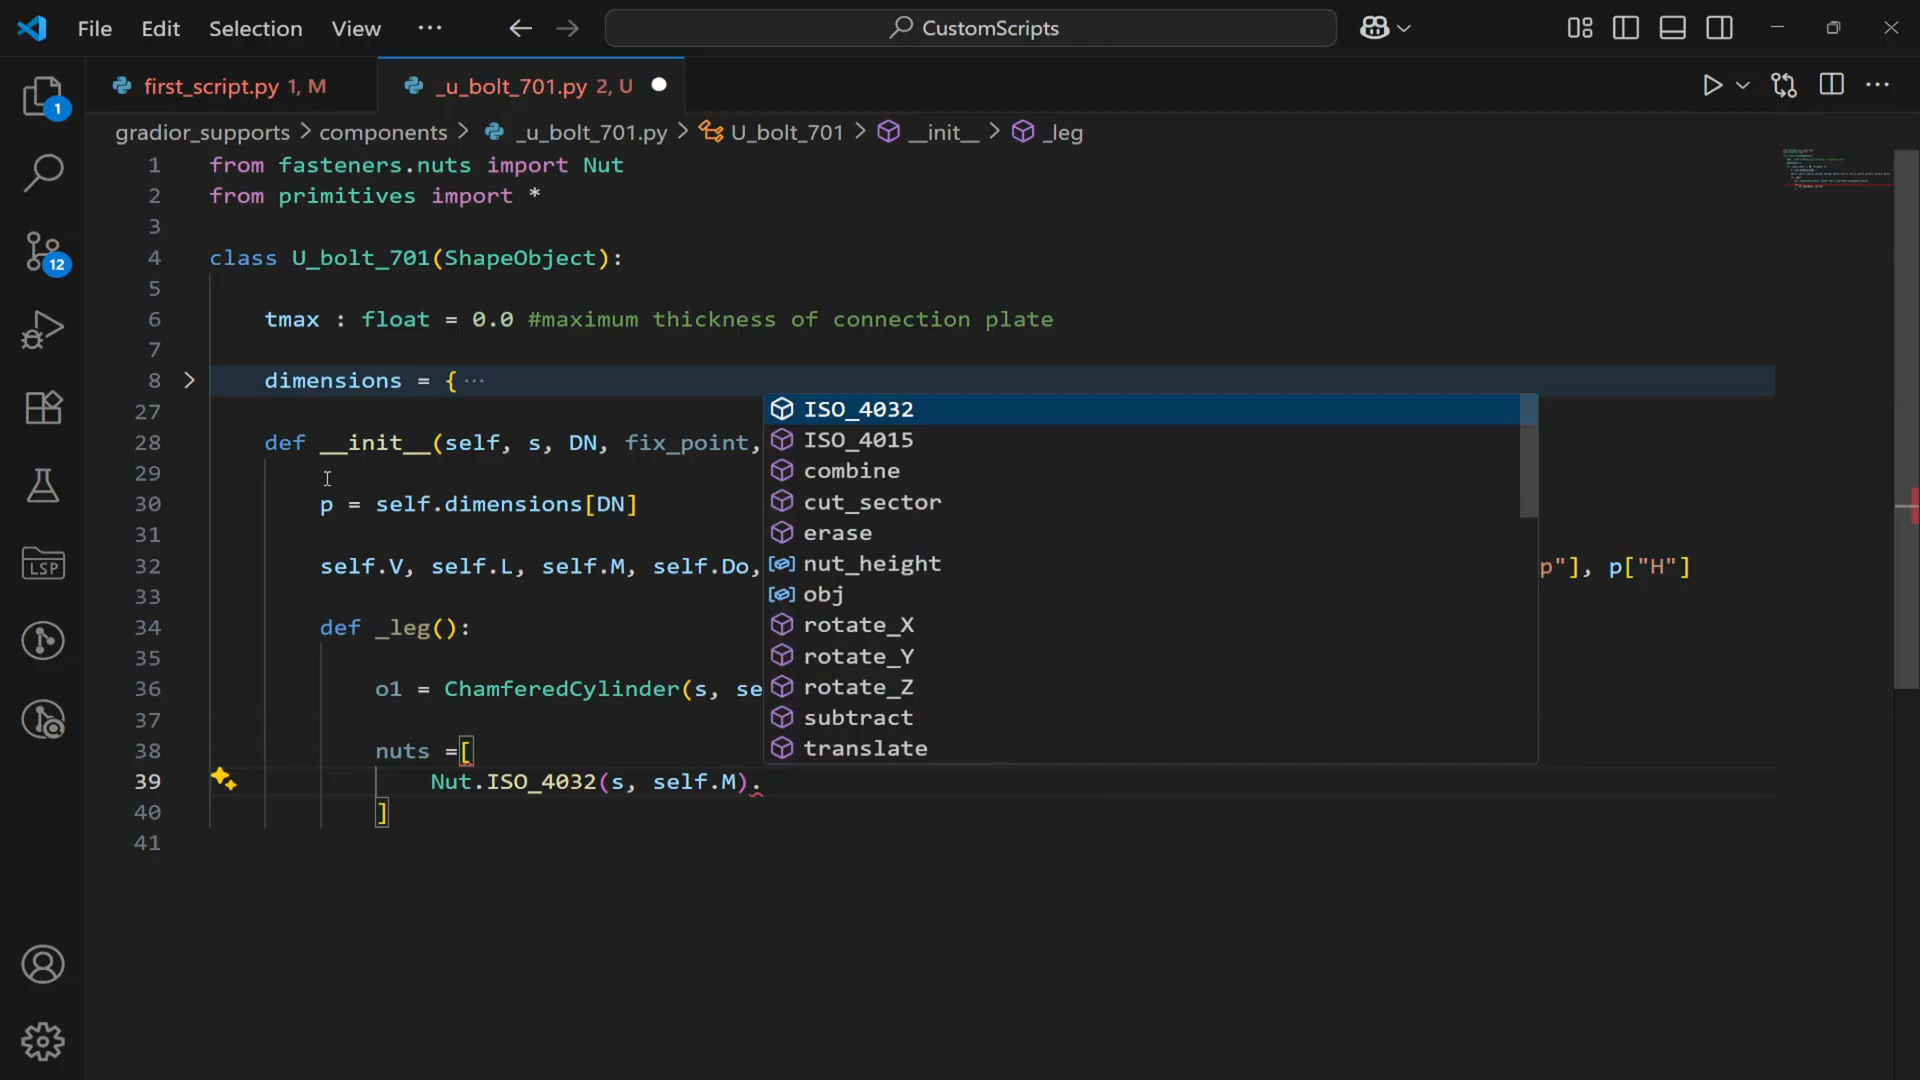 File Edit Selection View ··· CustomScripts
first_script.py 1, M _u_bolt_701.py 2, U
gradior_supports > components > _u_bolt_701.py > U_bolt_701 > __init__ > _leg
1 from fasteners.nuts import Nut
2 from primitives import *
3
4 class U_bolt_701(ShapeObject):
5
6 tmax : float = 0.0 #maximum thickness of connection plate
7
8 dimensions = { ···
27
28 def __init__(self, s, DN, fix_point,
29
30 p = self.dimensions[DN]
31
32 self.V, self.L, self.M, self.Do, p"], p["H"]
33
34 def _leg():
35
36 o1 = ChamferedCylinder(s, se
37
38 nuts =[
39 Nut.ISO_4032(s, self.M).
40 ]
41
ISO_4032
ISO_4015
combine
cut_sector
erase
nut_height
obj
rotate_X
rotate_Y
rotate_Z
subtract
translate
1
12
LSP